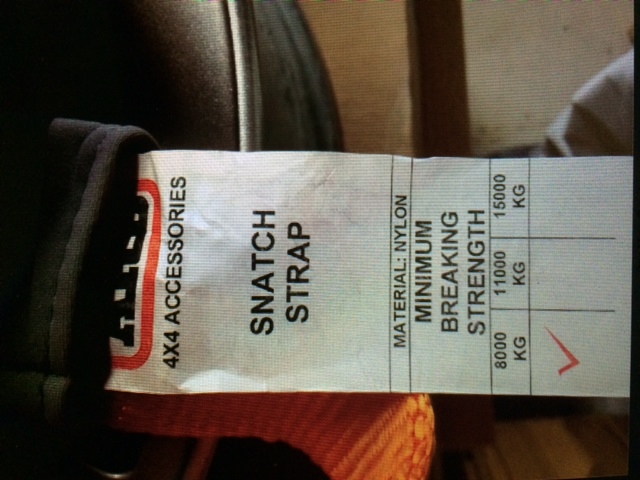 4X4 ACCESSORIES
SNATCH
STRAP
MATERIAL: NYLON
MINIMUM
BREAKING
STRENGTH
8000 KG 11000 KG 15000 KG